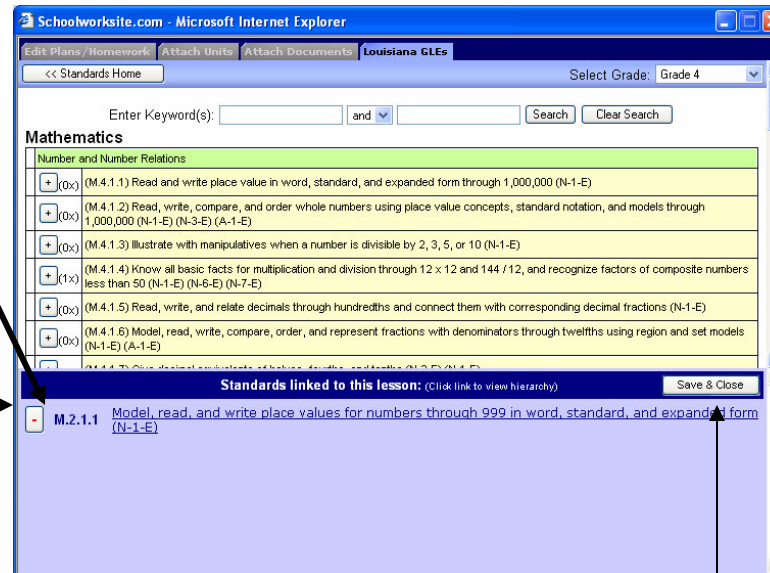 Schoolworksite.com - Microsoft Internet Explorer
Edit Plans/Homework Attach Units Attach Documents Louisiana GLEs
<< Standards Home Select Grade: Grade 4
Enter Keyword(s): and Search Clear Search
Mathematics
Number and Number Relations
+ (0x) (M.4.1.1) Read and write place value in word, standard, and expanded form through 1,000,000 (N-1-E)
+ (0x) (M.4.1.2) Read, write, compare, and order whole numbers using place value concepts, standard notation, and models through
1,000,000 (N-1-E) (N-3-E) (A-1-E)
+ (0x) (M.4.1.3) Illustrate with manipulatives when a number is divisible by 2, 3, 5, or 10 (N-1-E)
+ (1x) (M.4.1.4) Know all basic facts for multiplication and division through 12 x 12 and 144 / 12, and recognize factors of composite numbers
less than 50 (N-1-E) (N-6-E) (N-7-E)
+ (0x) (M.4.1.5) Read, write, and relate decimals through hundredths and connect them with corresponding decimal fractions (N-1-E)
+ (0x) (M.4.1.6) Model, read, write, compare, order, and represent fractions with denominators through twelfths using region and set models
(N-1-E) (A-1-E)
Standards linked to this lesson: (Click link to view hierarchy) Save & Close
- M.2.1.1 Model, read, and write place values for numbers through 999 in word, standard, and expanded form
(N-1-E)